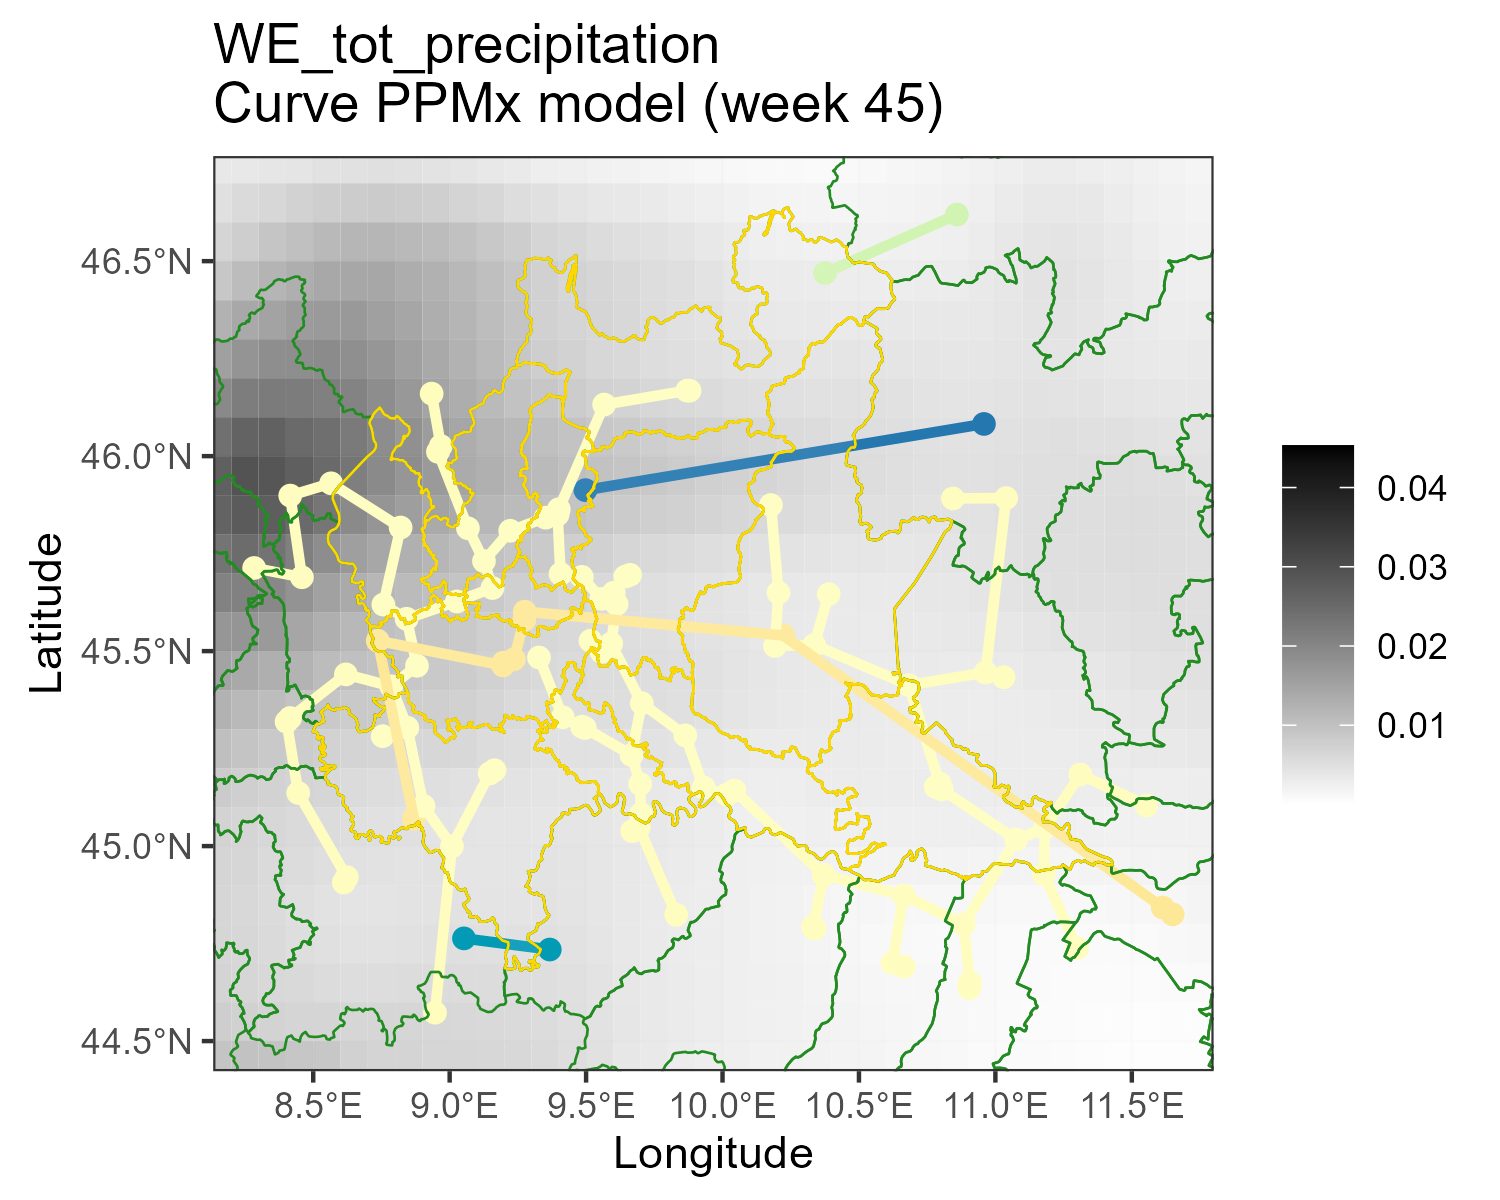 WE_tot_precipitation
Curve PPMx model (week 45)
46.5°N
46.0°N
45.5°N
45.0°N
44.5°N
Latitude
8.5°E 9.0°E 9.5°E 10.0°E 10.5°E 11.0°E 11.5°E
Longitude
0.04
0.03
0.02
0.01